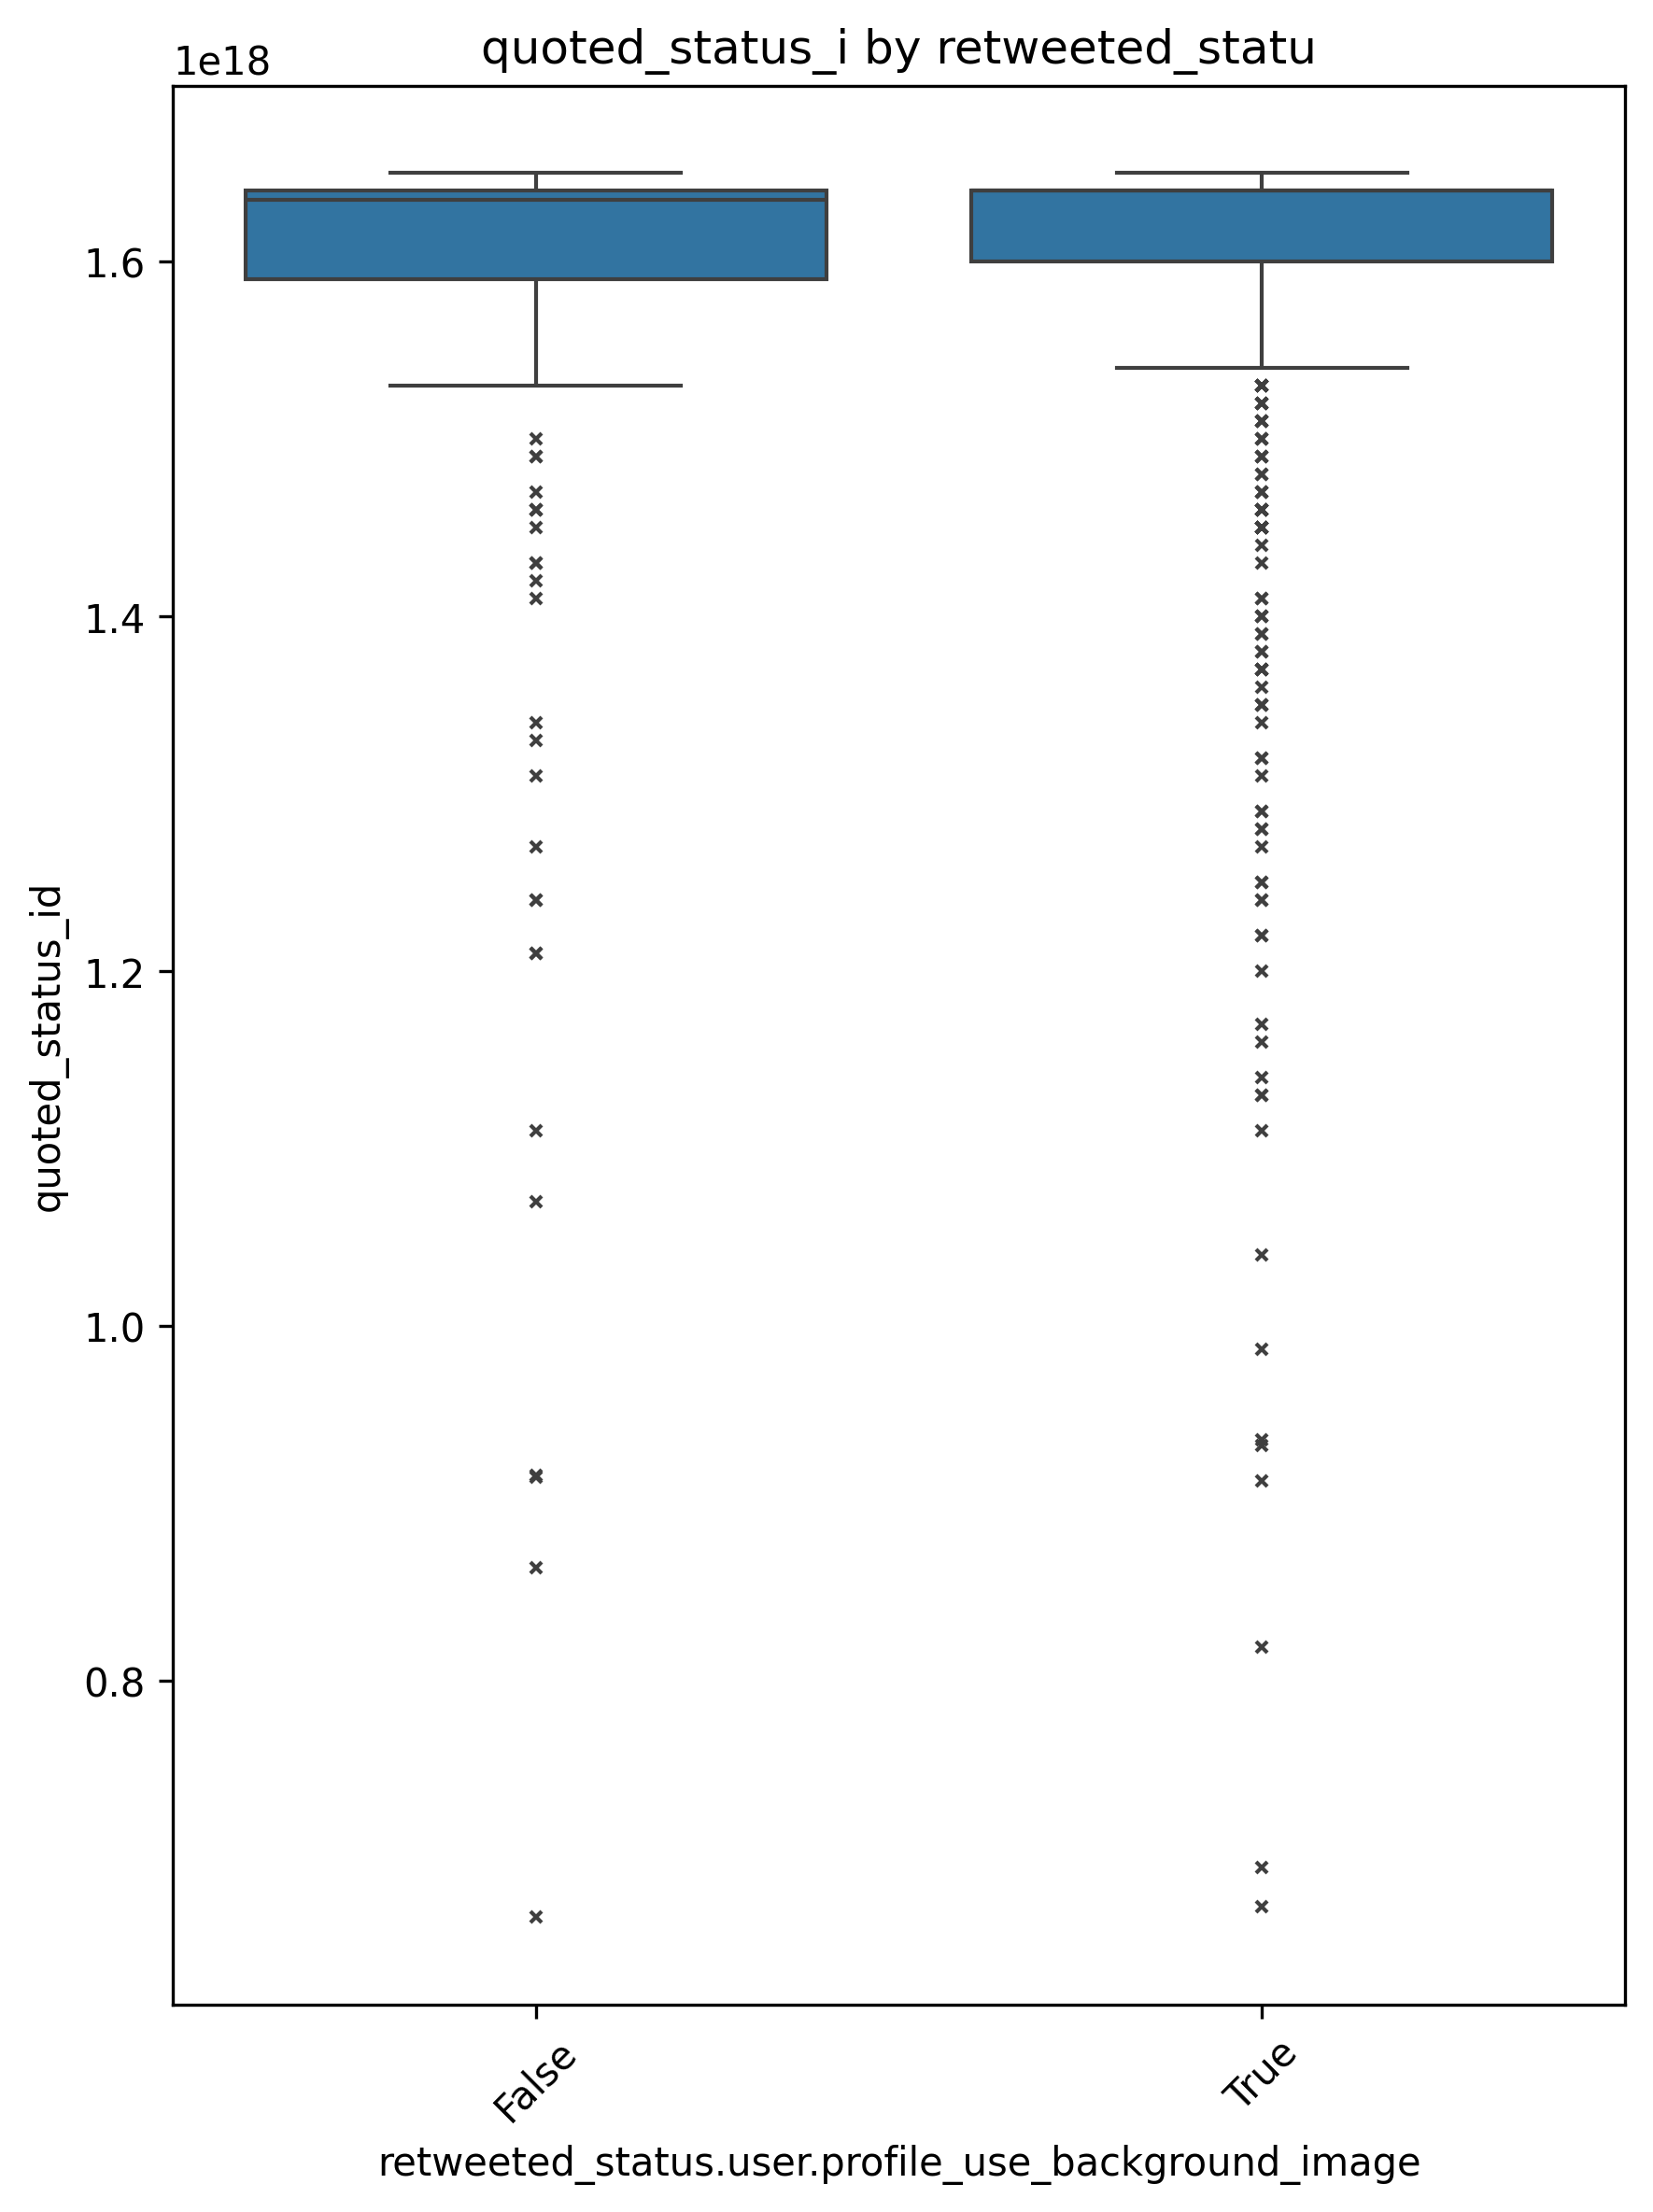 quoted_status_i by retweeted_statu
1e18
1.6
1.4
1.2
1.0
0.8
quoted_status_id
False
True
retweeted_status.user.profile_use_background_image